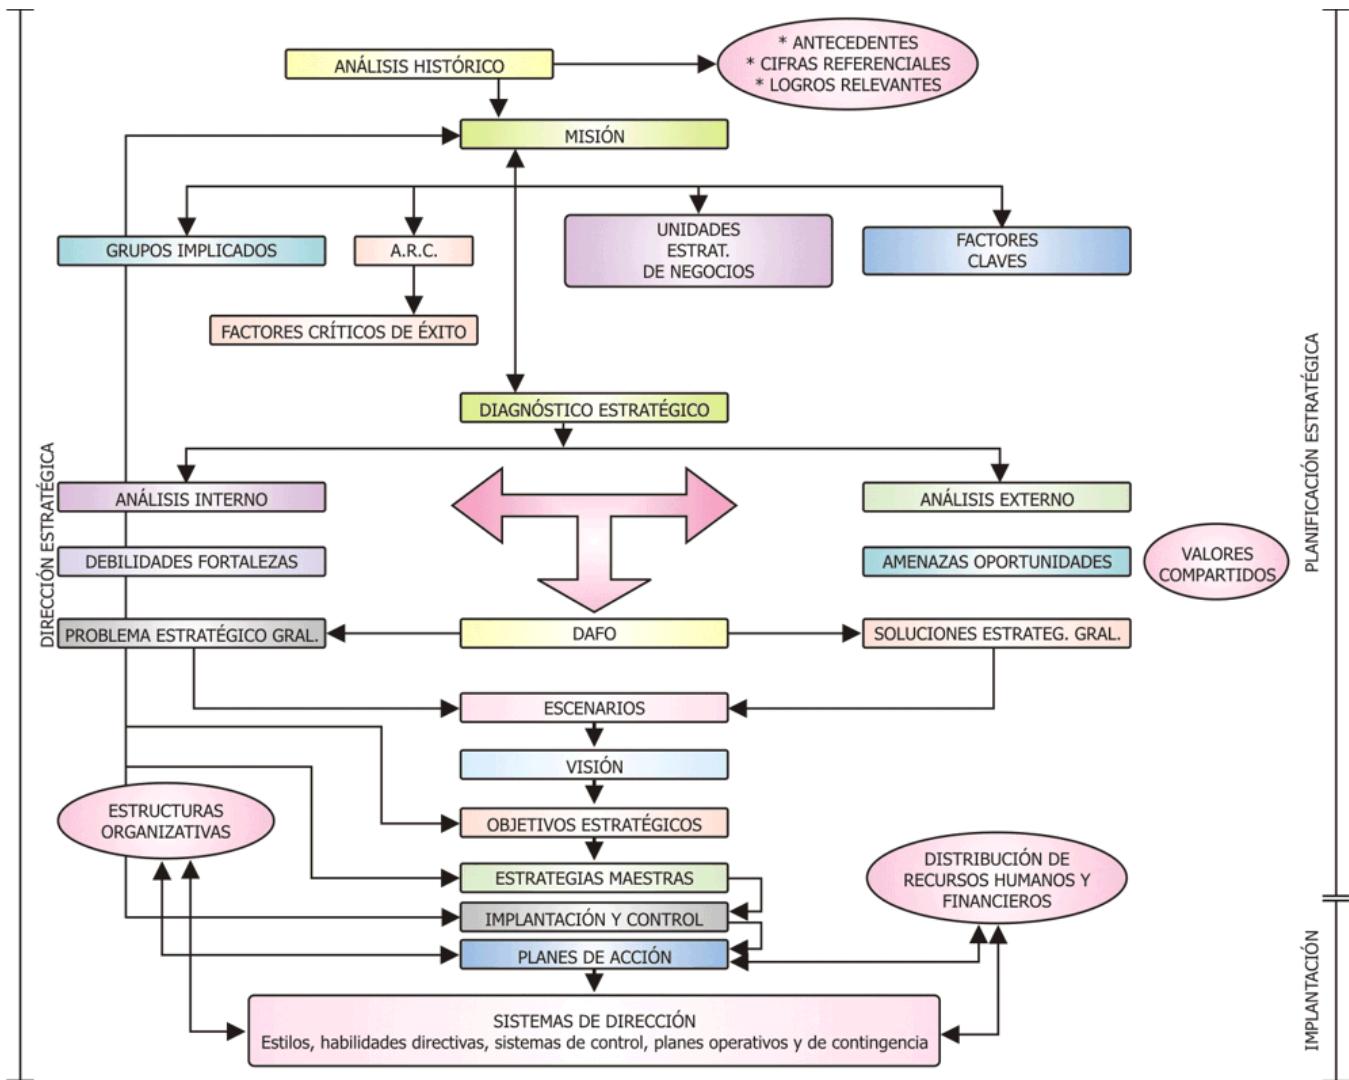 ANÁLISIS HISTÓRICO
* ANTECEDENTES
* CIFRAS REFERENCIALES
* LOGROS RELEVANTES
MISIÓN
GRUPOS IMPLICADOS
A.R.C.
UNIDADES
ESTRAT.
DE NEGOCIOS
FACTORES
CLAVES
FACTORES CRÍTICOS DE ÉXITO
DIAGNÓSTICO ESTRATÉGICO
DIRECCIÓN ESTRATÉGICA
PLANIFICACIÓN ESTRATÉGICA
ANÁLISIS INTERNO
ANÁLISIS EXTERNO
DEBILIDADES FORTALEZAS
AMENAZAS OPORTUNIDADES
VALORES
COMPARTIDOS
PROBLEMA ESTRATÉGICO GRAL.
DAFO
SOLUCIONES ESTRATEG. GRAL.
ESCENARIOS
VISIÓN
ESTRUCTURAS
ORGANIZATIVAS
OBJETIVOS ESTRATÉGICOS
DISTRIBUCIÓN DE
RECURSOS HUMANOS Y
FINANCIEROS
ESTRATEGIAS MAESTRAS
IMPLANTACIÓN Y CONTROL
PLANES DE ACCIÓN
IMPLANTACIÓN
SISTEMAS DE DIRECCIÓN
Estilos, habilidades directivas, sistemas de control, planes operativos y de contingencia